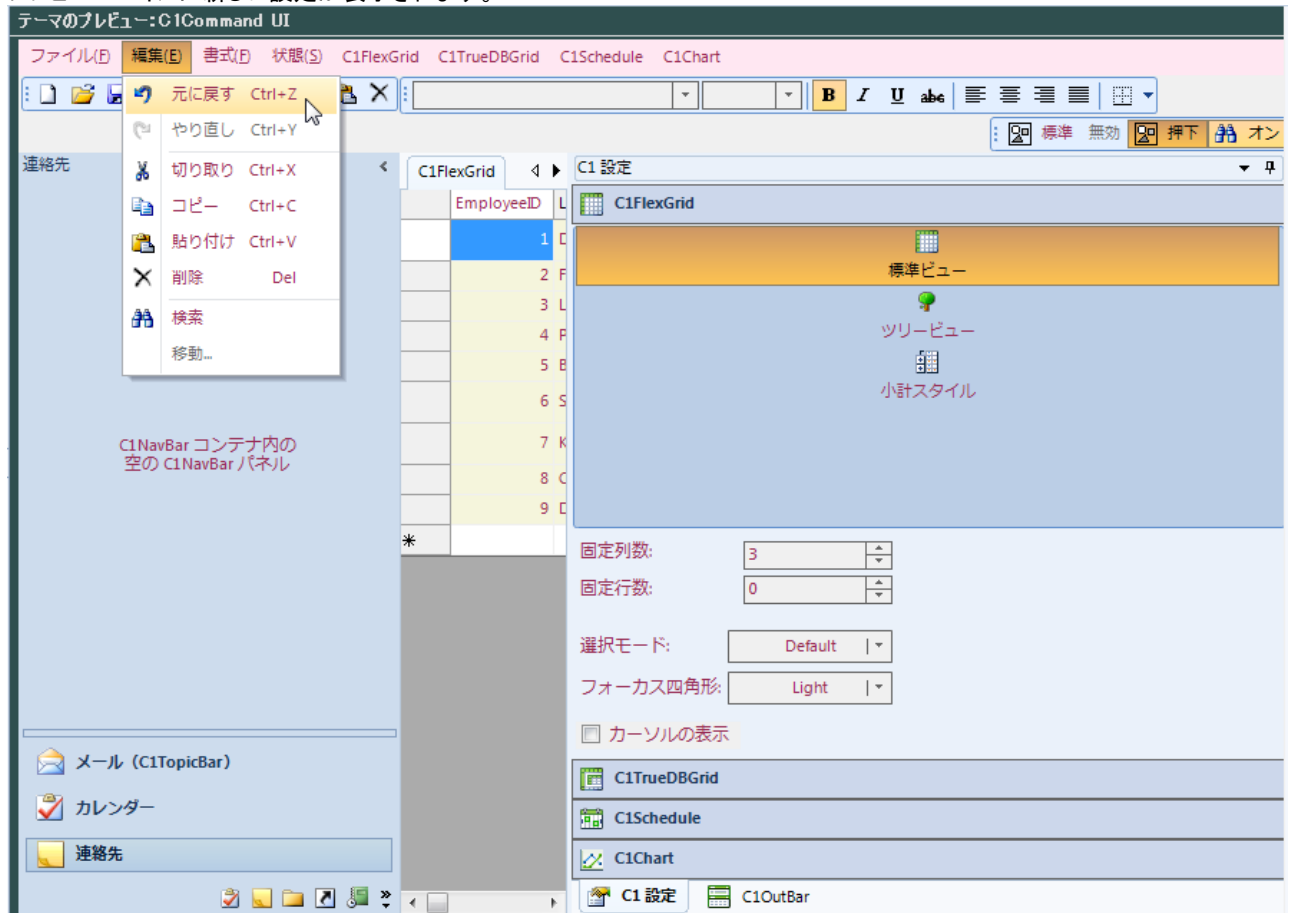 テーマのプレビュー:C1Command UI
ファイル(F) 編集(E) 書式(F) 状態(S) C1FlexGrid C1TrueDBGrid C1Schedule C1Chart
B I U abc
標準 無効 押下 オン
元に戻す Ctrl+Z
やり直し Ctrl+Y
切り取り Ctrl+X
コピー Ctrl+C
貼り付け Ctrl+V
削除 Del
検索
移動...
連絡先
C1NavBar コンテナ内の
空の C1NavBar パネル
メール（C1TopicBar）
カレンダー
連絡先
C1FlexGrid
EmployeeID L
1 D
2 F
3 L
4 P
5 B
6 S
7 K
8 C
9 D
C1 設定
C1FlexGrid
標準ビュー
ツリービュー
小計スタイル
固定列数: 3
固定行数: 0
選択モード: Default
フォーカス四角形: Light
カーソルの表示
C1TrueDBGrid
C1Schedule
C1Chart
C1 設定 C1OutBar